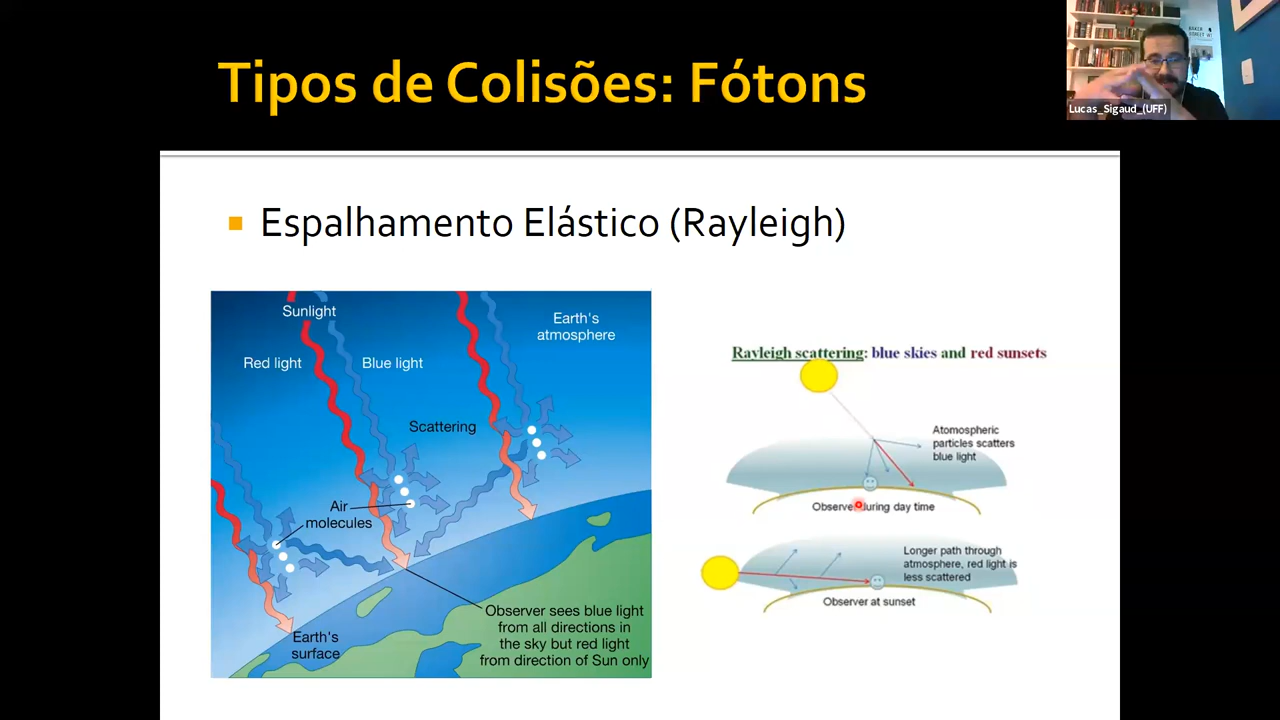 Tipos de Colisões: Fótons
Lucas_Sigaud_(UFF)
Espalhamento Elástico (Rayleigh)
Sunlight
Earth's
atmosphere
Red light
Blue light
Scattering
Air
molecules
Observer sees blue light
from all directions in
the sky but red light
from direction of Sun only
Earth's
surface
Rayleigh scattering: blue skies and red sunsets
Atomospheric
particles scatters
blue light
Observer during day time
Longer path through
atmosphere, red light is
less scattered
Observer at sunset